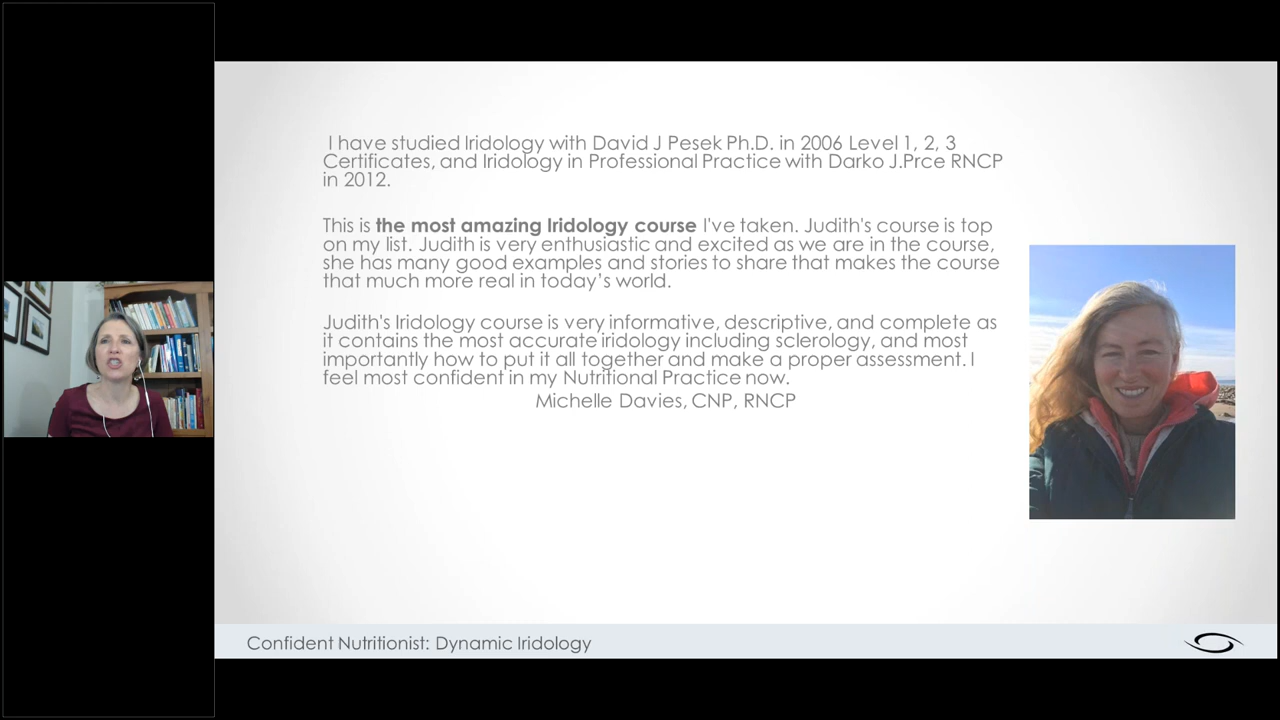 I have studied Iridology with David J Pesek Ph.D. in 2006 Level 1, 2, 3
Certificates, and Iridology in Professional Practice with Darko J.Prce RNCP
in 2012.
This is the most amazing Iridology course I've taken. Judith's course is top
on my list. Judith is very enthusiastic and excited as we are in the course,
she has many good examples and stories to share that makes the course
that much more real in today’s world.
Judith's Iridology course is very informative, descriptive, and complete as
it contains the most accurate iridology including sclerology, and most
importantly how to put it all together and make a proper assessment. I
feel most confident in my Nutritional Practice now.
Michelle Davies, CNP, RNCP
Confident Nutritionist: Dynamic Iridology